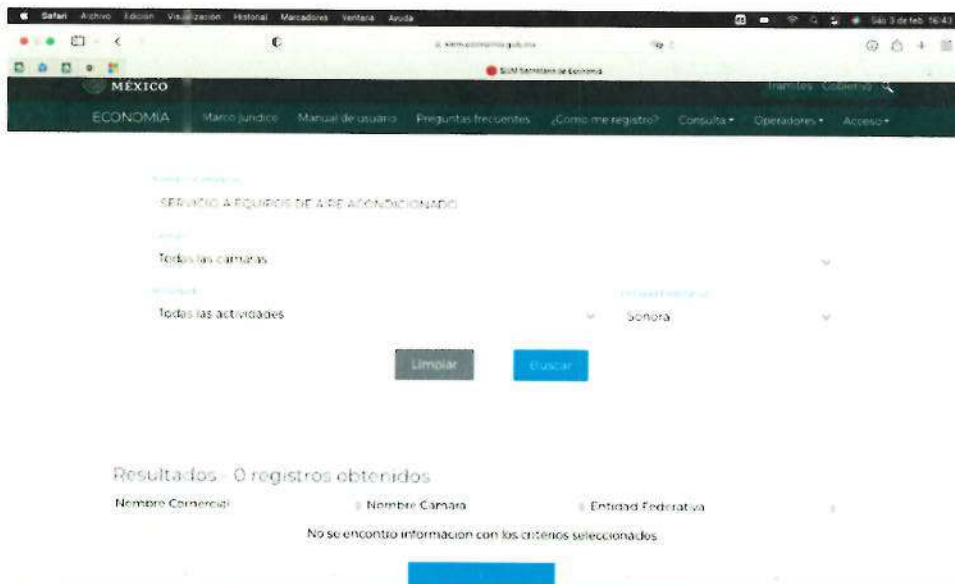 Safari Archivo Edición Visualización Historial Marcadores Ventana Ayuda Sáb 3 de feb 16:43
SIEM Secretaría de Economía
MÉXICO Trámites Gobierno
ECONOMÍA Marco jurídico Manual de usuario Preguntas frecuentes ¿Cómo me registro? Consulta Operadores Acceso
SERVICIO A EQUIPOS DE AIRE ACONDICIONADO
Todas las cámaras
Todas las actividades Sonora
Limpiar Buscar
Resultados - 0 registros obtenidos
Nombre Comercial Nombre Cámara Entidad Federativa
No se encontro información con los criterios seleccionados